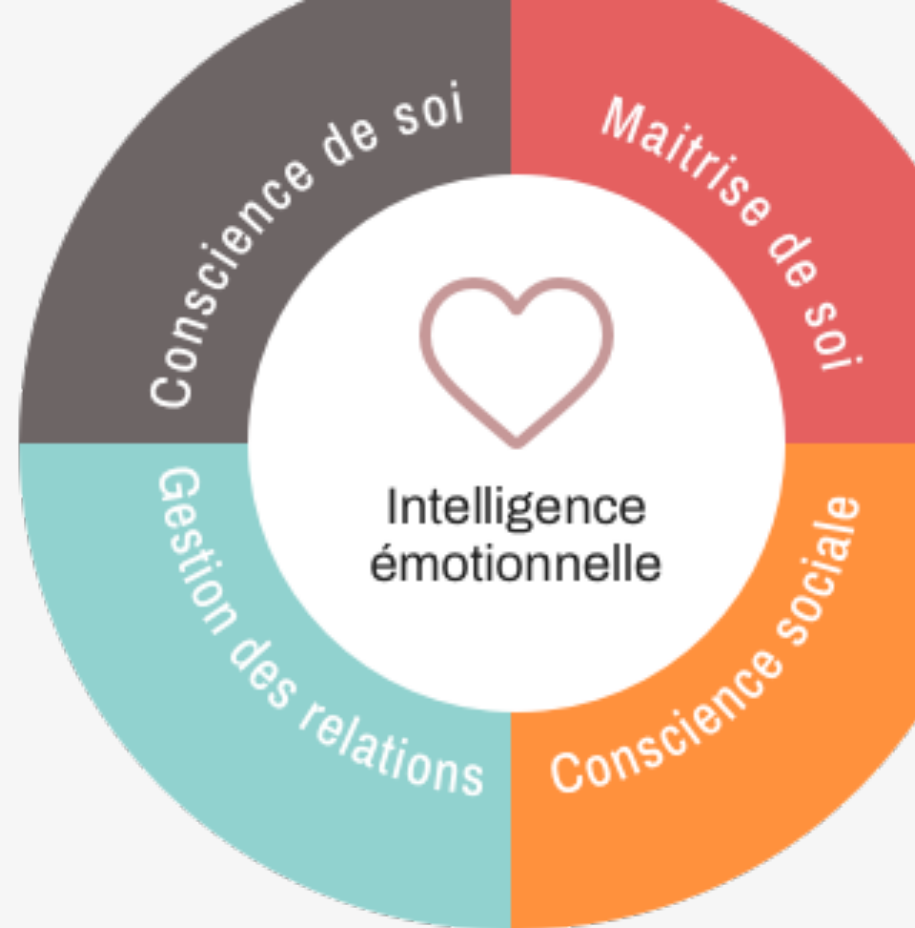 Conscience de soi
Maitrise de soi
Intelligence
émotionnelle
Gestion des relations
Conscience sociale